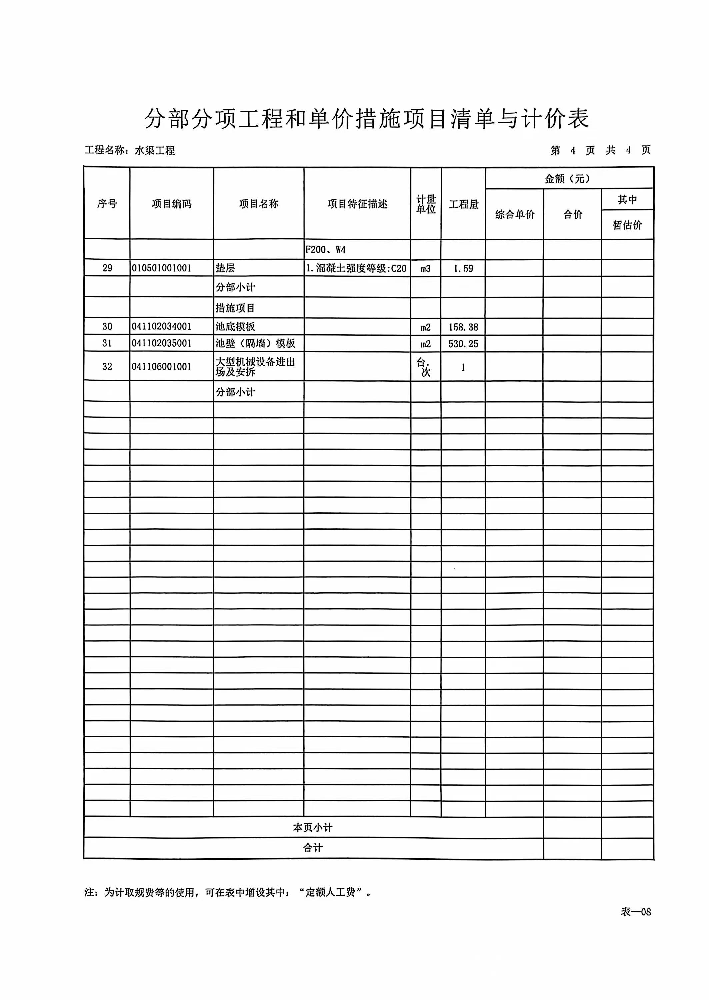 分部分项工程和单价措施项目清单与计价表
工程名称：水渠工程 第 4 页 共 4 页
序号 项目编码 项目名称 项目特征描述 计量单位 工程量 金额（元）
综合单价 合价 其中
暂估价
F200、W4
29 010501001001 垫层 1.混凝土强度等级:C20 m3 1.59
分部小计
措施项目
30 041102034001 池底模板 m2 158.38
31 041102035001 池壁（隔墙）模板 m2 530.25
32 041106001001 大型机械设备进出场及安拆 台.次 1
分部小计
本页小计
合计
注：为计取规费等的使用，可在表中增设其中：“定额人工费”。
表—08